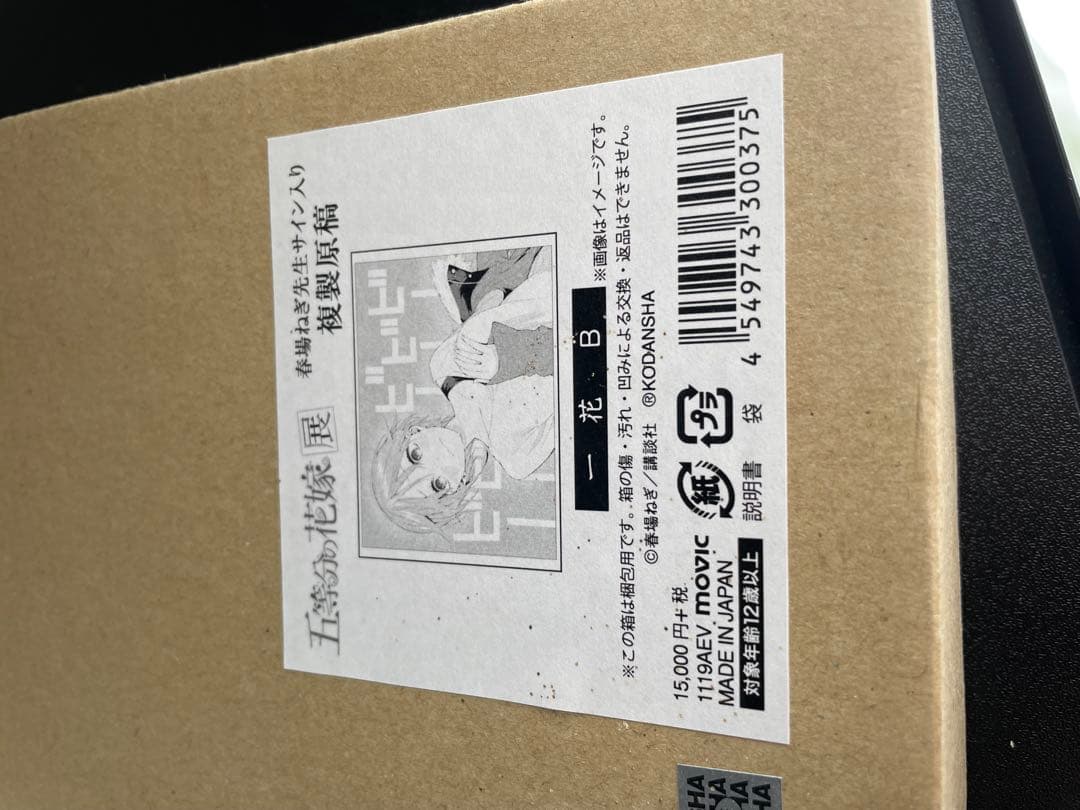 五等分の花嫁展
春場ねぎ先生サイン入り
複製原稿
ビビビビ
一花 B
※画像はイメージです。
※この箱は梱包用です。箱の傷・汚れ・凹みによる交換・返品はできません。
©春場ねぎ／講談社 ®KODANSHA
15,000円+税
1119AEV movic
MADE IN JAPAN
対象年齢12歳以上
紙
説明書
プラ
袋
4 549743 300375